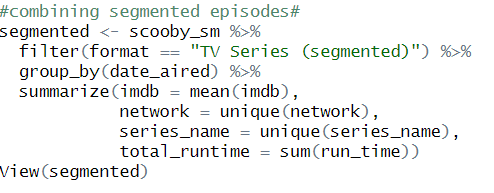 #combining segmented episodes#
segmented <- scooby_sm %>%
  filter(format == "TV Series (segmented)") %>%
  group_by(date_aired) %>%
  summarize(imdb = mean(imdb),
            network = unique(network),
            series_name = unique(series_name),
            total_runtime = sum(run_time))
View(segmented)